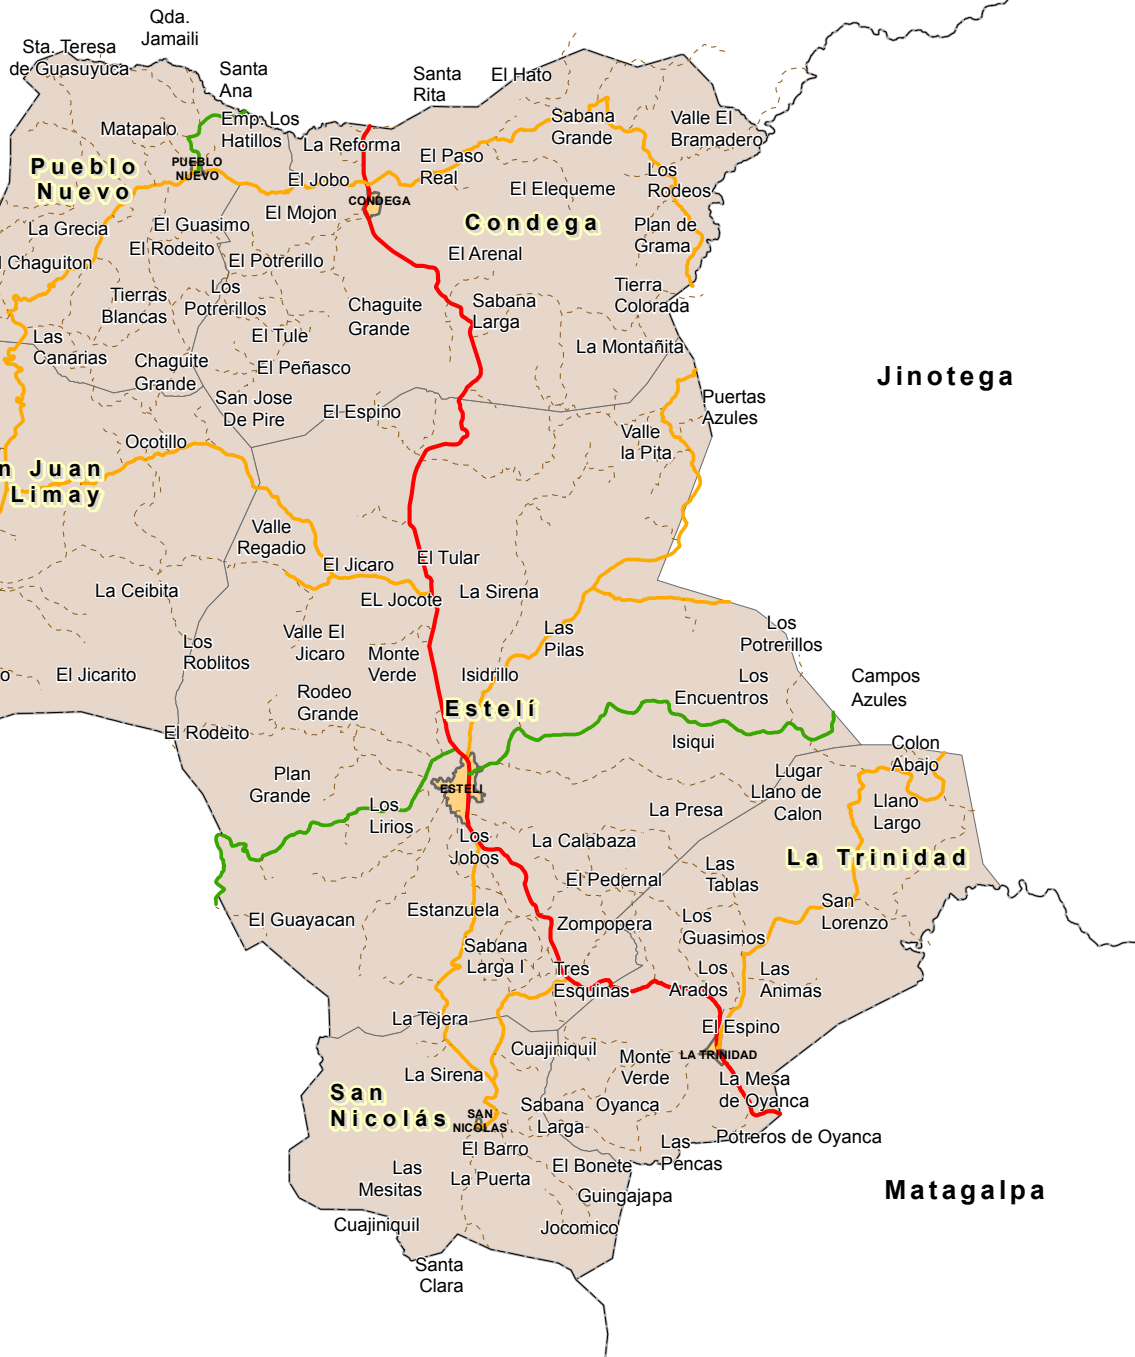 Qda.
Jamaili
Sta. Teresa
de Guasuyuca
Santa
Ana
Santa
Rita
El Hato
Matapalo
Emp. Los
Hatillos
La Reforma
Sabana
Grande
Valle El
Bramadero
Pueblo
Nuevo
PUEBLO
NUEVO
El Jobo
El Paso
Real
Los
Rodeos
El Elequeme
CONDEGA
El Mojon
Condega
La Grecia
El Guasimo
Plan de
Grama
El Rodeito
l Chaguiton
El Potrerillo
El Arenal
Tierras
Blancas
Los
Potrerillos
Chaguite
Grande
Sabana
Larga
Tierra
Colorada
Las
Canarias
El Tule
La Montañita
Chaguite
Grande
El Peñasco
Jinotega
San Jose
De Pire
El Espino
Puertas
Azules
Ocotillo
Valle
la Pita
n Juan
Limay
Valle
Regadio
El Jicaro
El Tular
La Ceibita
EL Jocote
La Sirena
Los
Roblitos
Valle El
Jicaro
Monte
Verde
Las
Pilas
Los
Potrerillos
o
El Jicarito
Isidrillo
Los
Encuentros
Campos
Azules
Rodeo
Grande
Estelí
El Rodeito
Isiqui
Colon
Abajo
Plan
Grande
ESTELI
Lugar
Llano de
Calon
Los
Lirios
La Presa
Llano
Largo
Los
Jobos
La Calabaza
La Trinidad
El Pedernal
Las
Tablas
El Guayacan
Estanzuela
Zompopera
Los
Guasimos
San
Lorenzo
Sabana
Larga I
Tres
Esquinas
Los
Arados
Las
Animas
La Tejera
El Espino
Cuajiniquil
Monte
Verde
LA TRINIDAD
La Sirena
La Mesa
de Oyanca
San
Nicolás
SAN
NICOLAS
Sabana
Larga
Oyanca
El Barro
Las
Pencas
Potreros de Oyanca
Las
Mesitas
La Puerta
El Bonete
Guingajapa
Matagalpa
Cuajiniquil
Jocomico
Santa
Clara